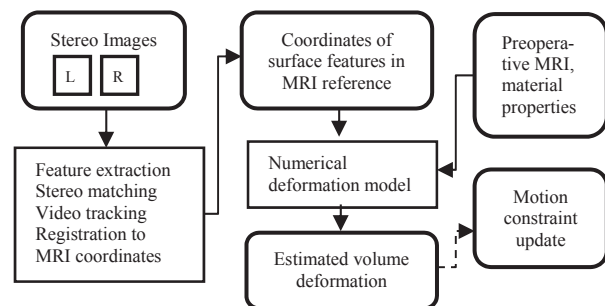 Stereo Images
L R
Feature extraction
Stereo matching
Video tracking
Registration to
MRI coordinates
Coordinates of
surface features in
MRI reference
Numerical
deformation model
Estimated volume
deformation
Preopera-
tive MRI,
material
properties
Motion
constraint
update